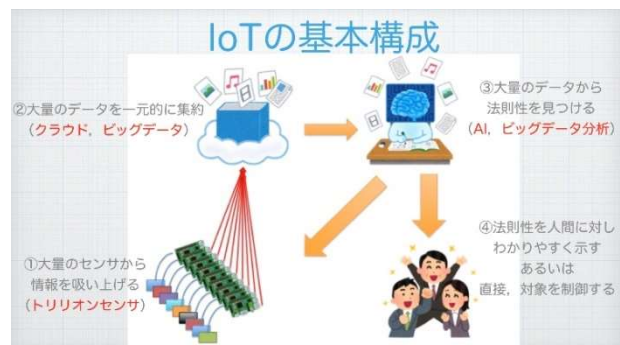 IoTの基本構成
①大量のセンサから
情報を吸い上げる
（トリリオンセンサ）
②大量のデータを一元的に集約
（クラウド，ビッグデータ）
③大量のデータから
法則性を見つける
（AI，ビッグデータ分析）
④法則性を人間に対し
わかりやすく示す
あるいは
直接，対象を制御する